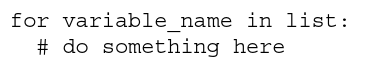 for variable_name in list:
  # do something here